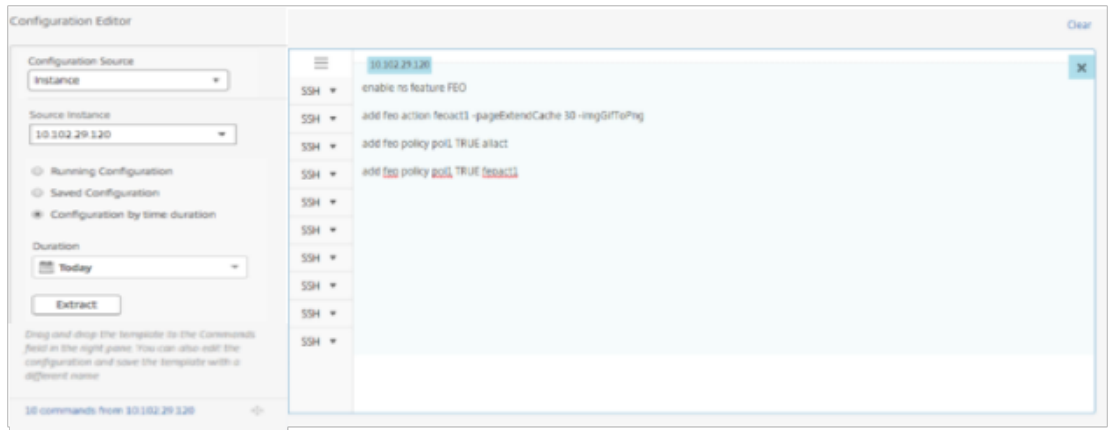 Configuration Editor
Clear
Configuration Source
Instance
Source Instance
10.102.29.120
Running Configuration
Saved Configuration
Configuration by time duration
Duration
Today
Extract
Drag and drop the template to the Commands
field in the right pane. You can also edit the
configuration and save the template with a
different name
10 commands from 10.102.29.120
10.102.29.120
SSH enable ns feature FEO
SSH add feo action feoact1 -pageExtendCache 30 -imgGifToPng
SSH add feo policy pol1 TRUE allact
SSH add feo policy pol1 TRUE feoact1
SSH
SSH
SSH
SSH
SSH
SSH